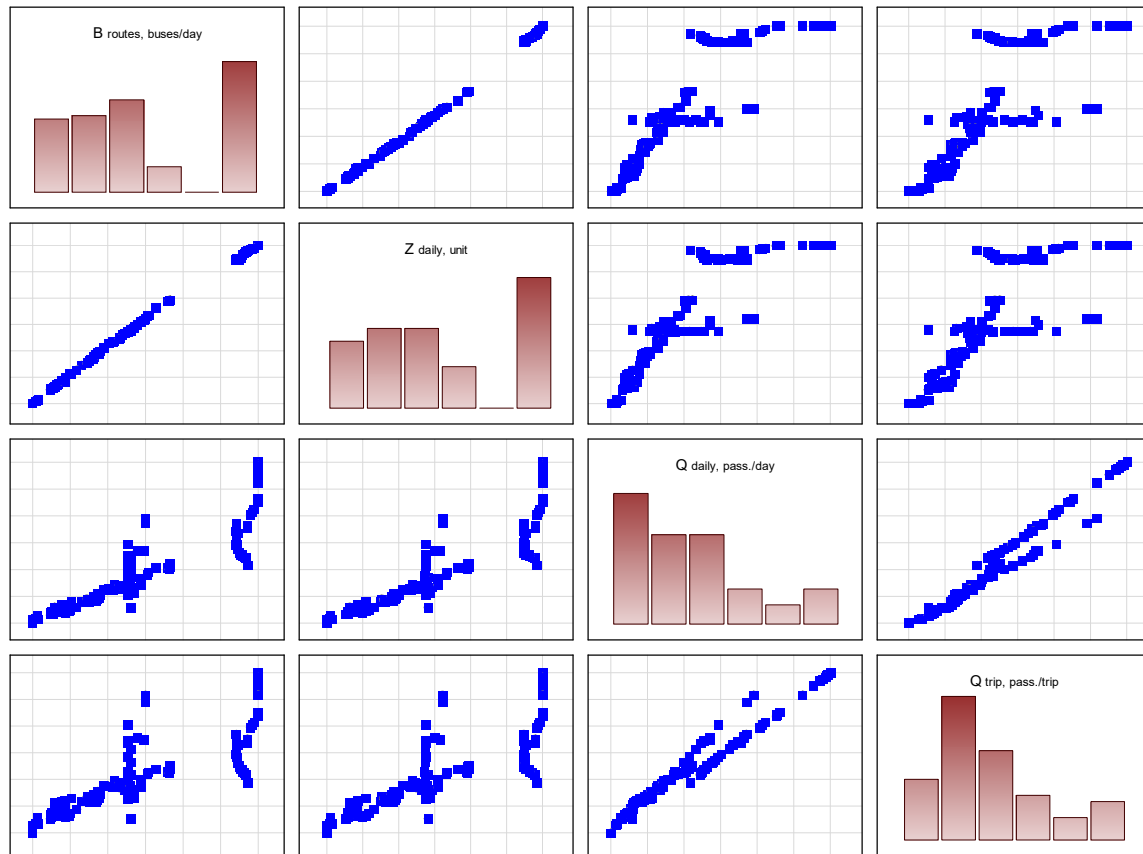 B routes, buses/day
Z daily, unit
Q daily, pass./day
Q trip, pass./trip